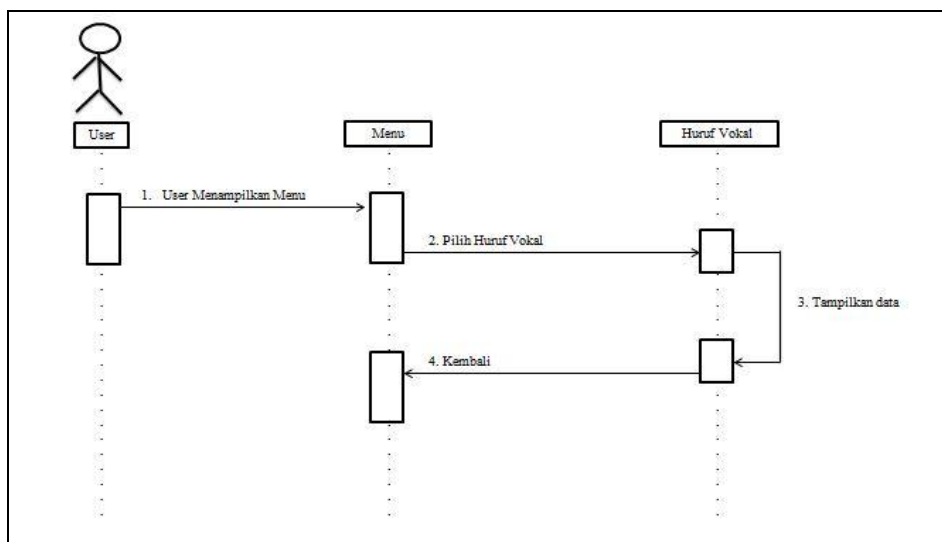 User
Menu
Huruf Vokal
1. User Menampilkan Menu
2. Pilih Huruf Vokal
3. Tampilkan data
4. Kembali